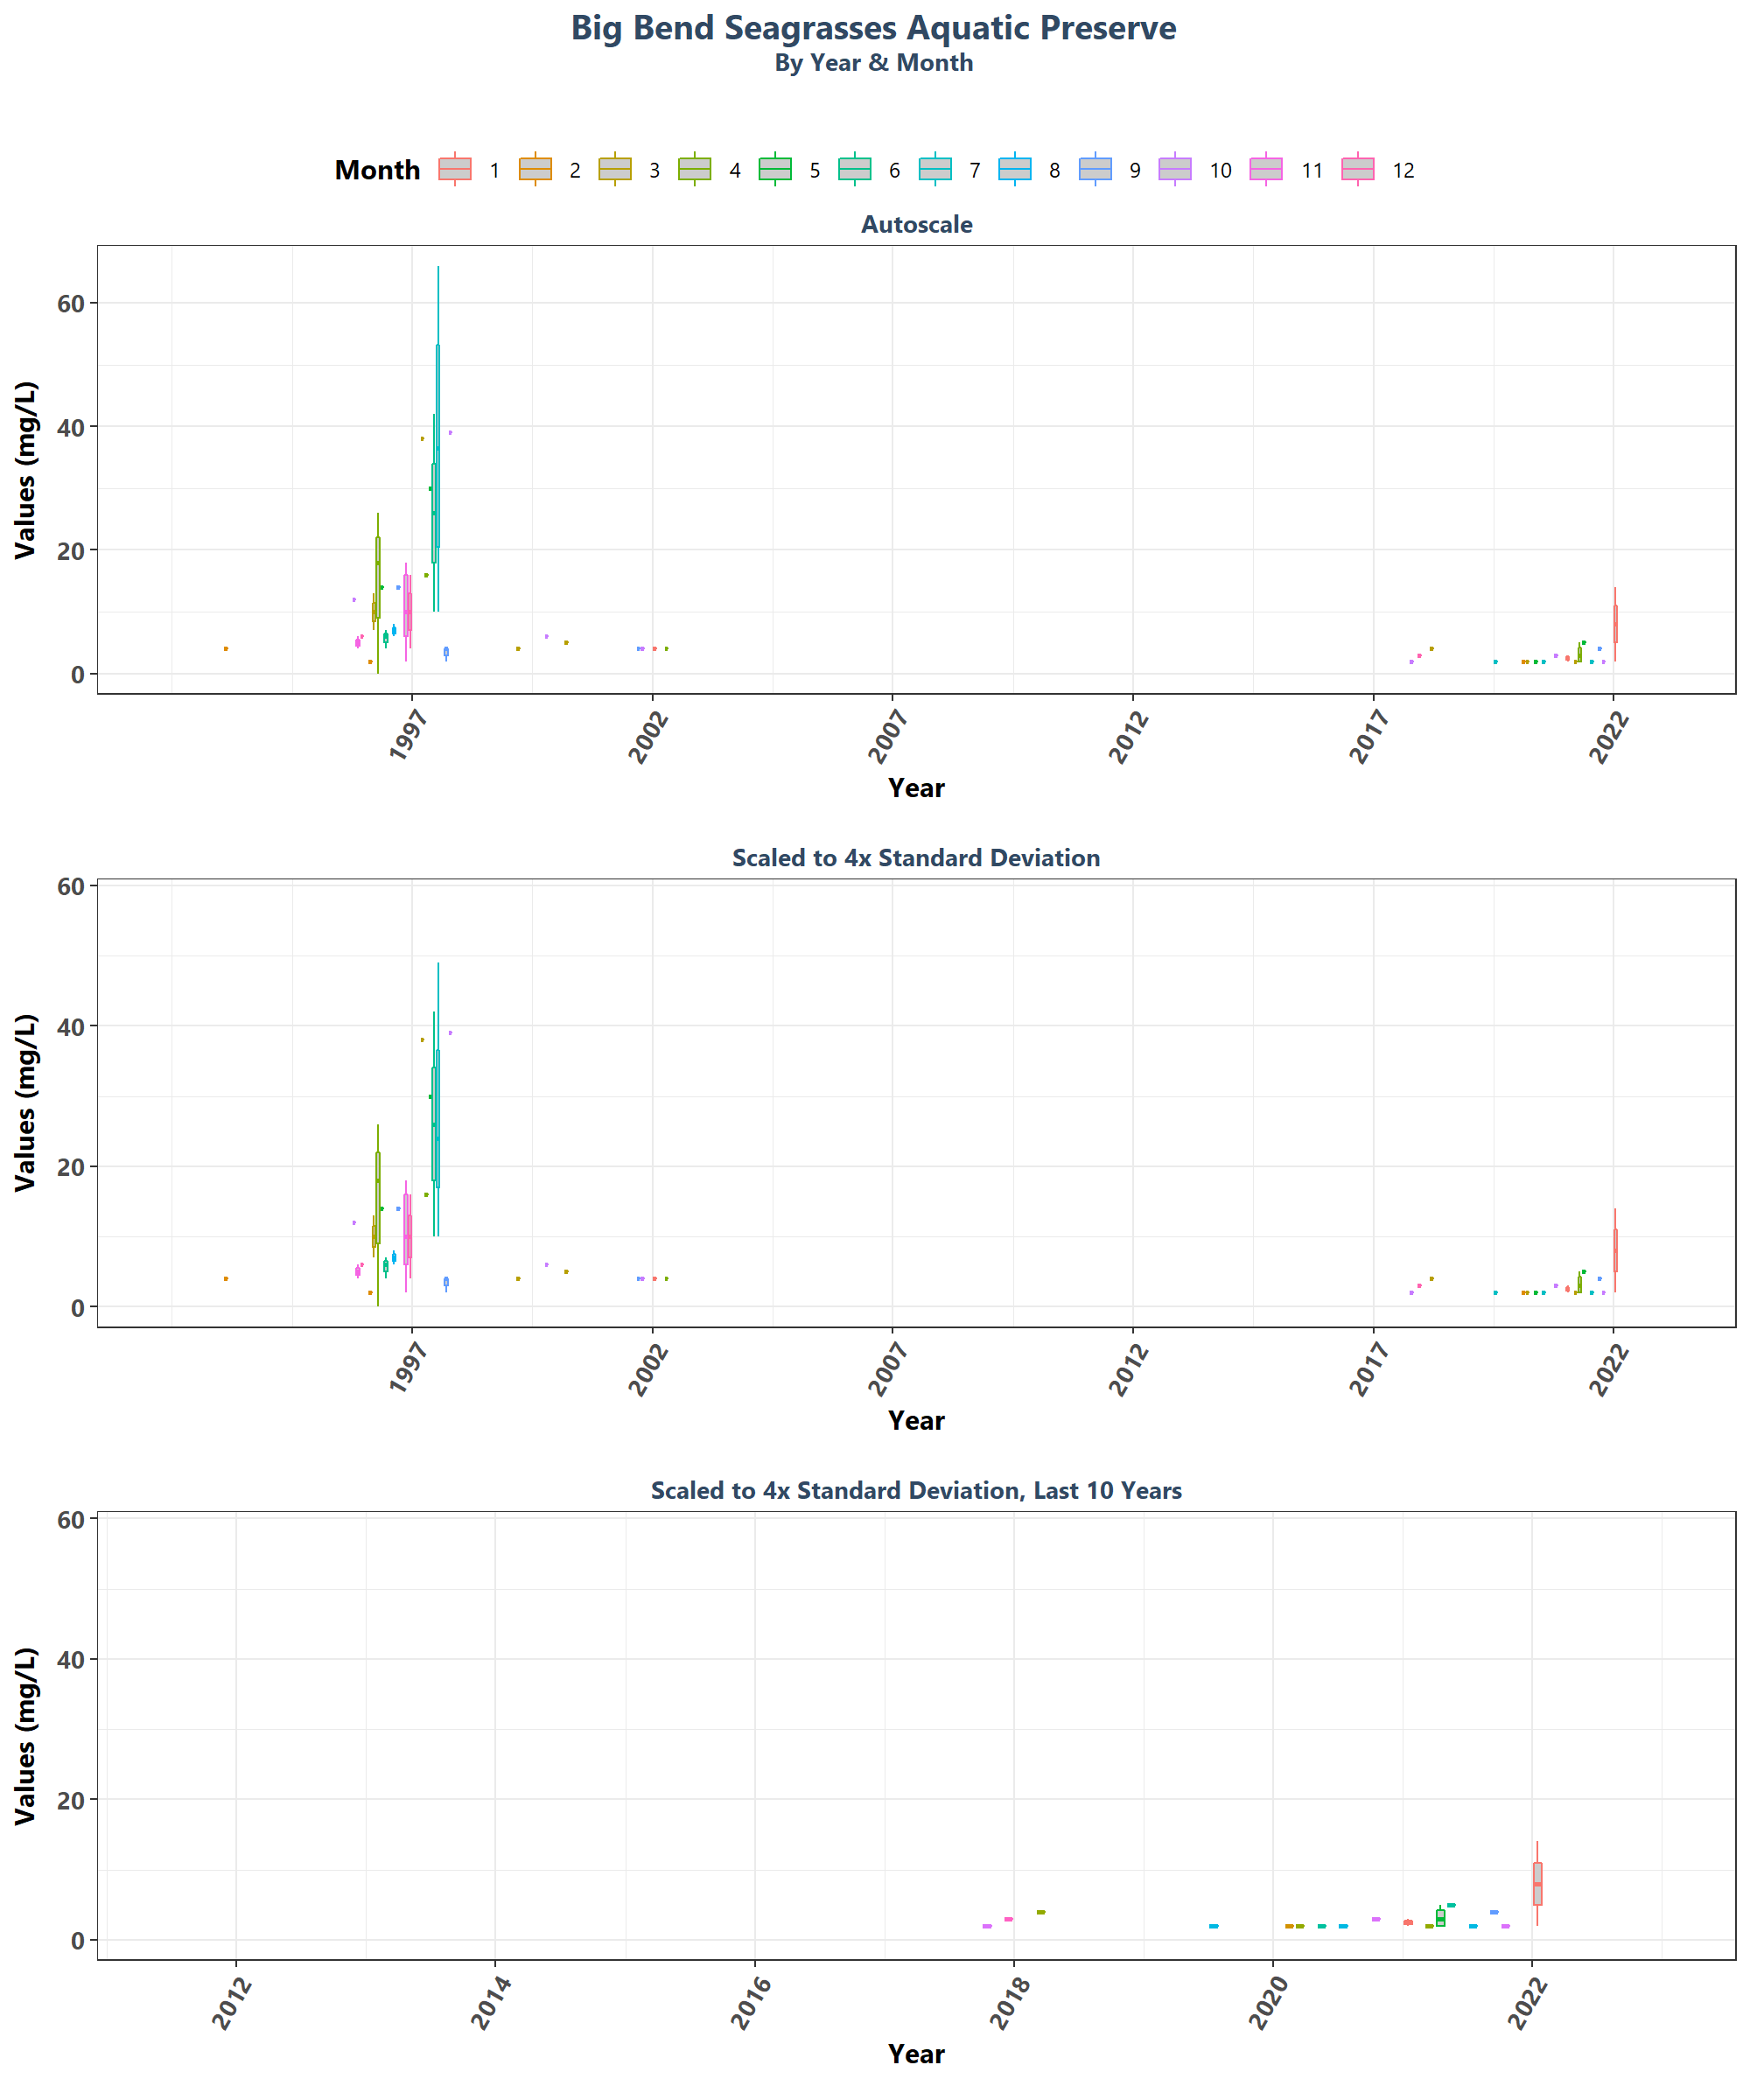 Big Bend Seagrasses Aquatic Preserve
By Year & Month
Month 1 2 3 4 5 6 7 8 9 10 11 12
Autoscale
Values (mg/L)
60
40
20
0
1997 2002 2007 2012 2017 2022
Year
Scaled to 4x Standard Deviation
Values (mg/L)
60
40
20
0
1997 2002 2007 2012 2017 2022
Year
Scaled to 4x Standard Deviation, Last 10 Years
Values (mg/L)
60
40
20
0
2012 2014 2016 2018 2020 2022
Year